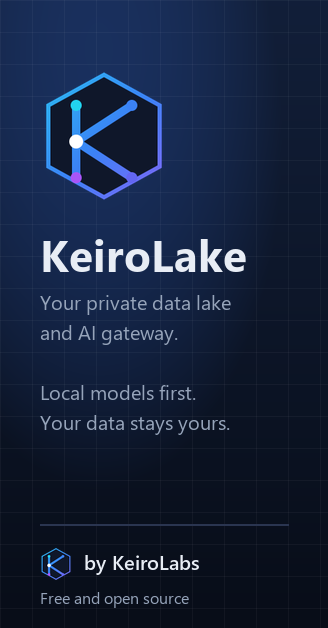 KeiroLake
Your private data lake
and AI gateway.
Local models first.
Your data stays yours.
by KeiroLabs
Free and open source